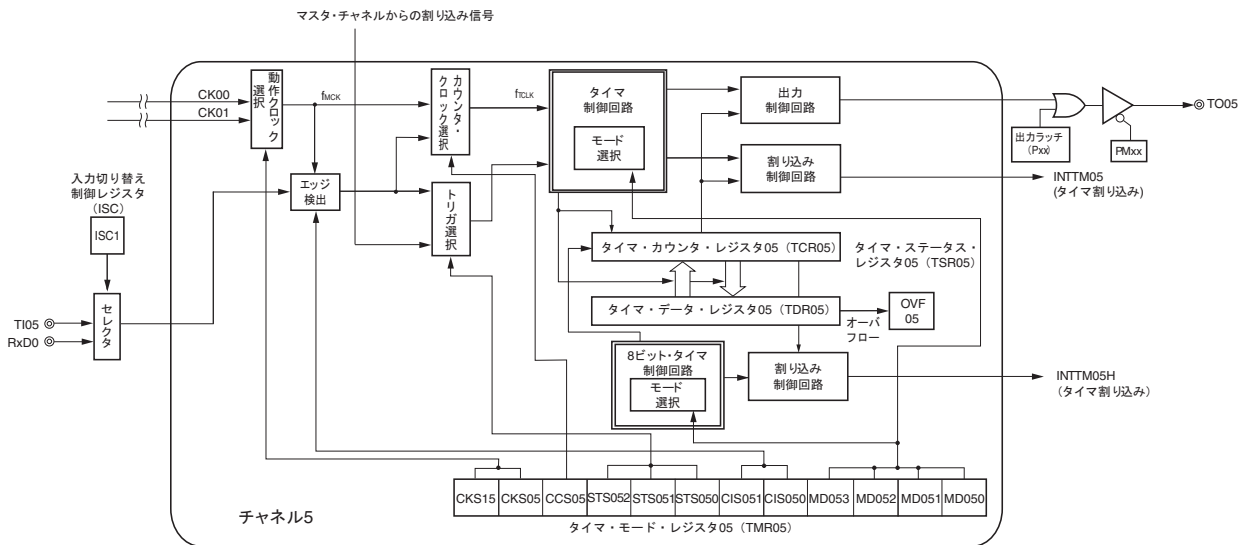 マスタ・チャネルからの割り込み信号
CK00
CK01
動作クロック
選択
fMCK
カウンタ・
クロック選択
fTCLK
タイマ
制御回路
モード
選択
出力
制御回路
出力ラッチ
(Pxx)
PMxx
TO05
割り込み
制御回路
INTTM05
(タイマ割り込み)
エッジ
検出
トリガ選択
入力切り替え
制御レジスタ
(ISC)
ISC1
セレクタ
TI05
RxD0
タイマ・カウンタ・レジスタ05(TCR05)
タイマ・ステータス・
レジスタ05(TSR05)
タイマ・データ・レジスタ05(TDR05)
オーバ
フロー
OVF
05
8ビット・タイマ
制御回路
モード
選択
割り込み
制御回路
INTTM05H
(タイマ割り込み)
CKS15 CKS05 CCS05 STS052 STS051 STS050 CIS051 CIS050 MD053 MD052 MD051 MD050
チャネル5
タイマ・モード・レジスタ05(TMR05)